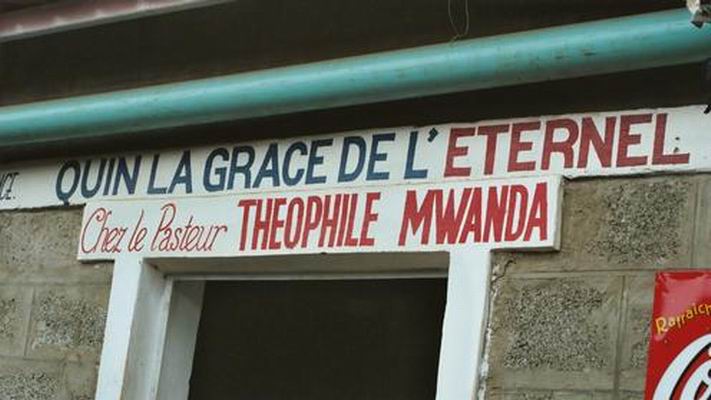 QUIN LA GRACE DE L'ETERNEL
Chez le Pasteur THEOPHILE MWANDA